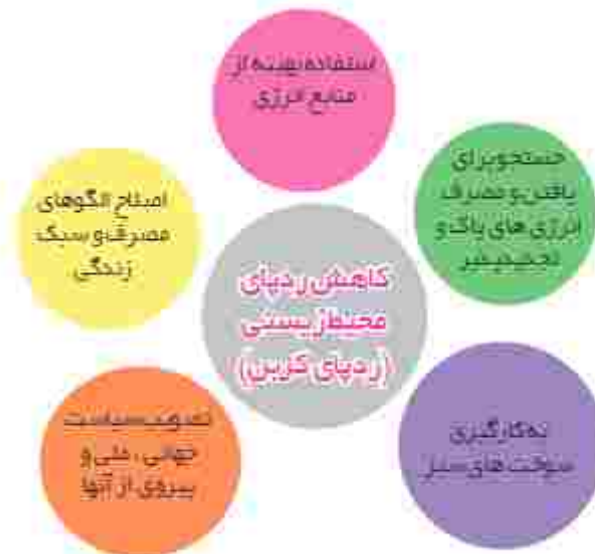 استفاده بهینه از
منابع انرژی
جستجو برای
یافتن و مصرف
انرژی های پاک و
تجدیدپذیر
اصلاح الگوهای
مصرف و سبک
زندگی
کاهش ردپای
محیط زیستی
(ردپای کربن)
به کارگیری
سوخت های سبز
تصویب سیاست
جهانی، ملی و
پیروی از آنها